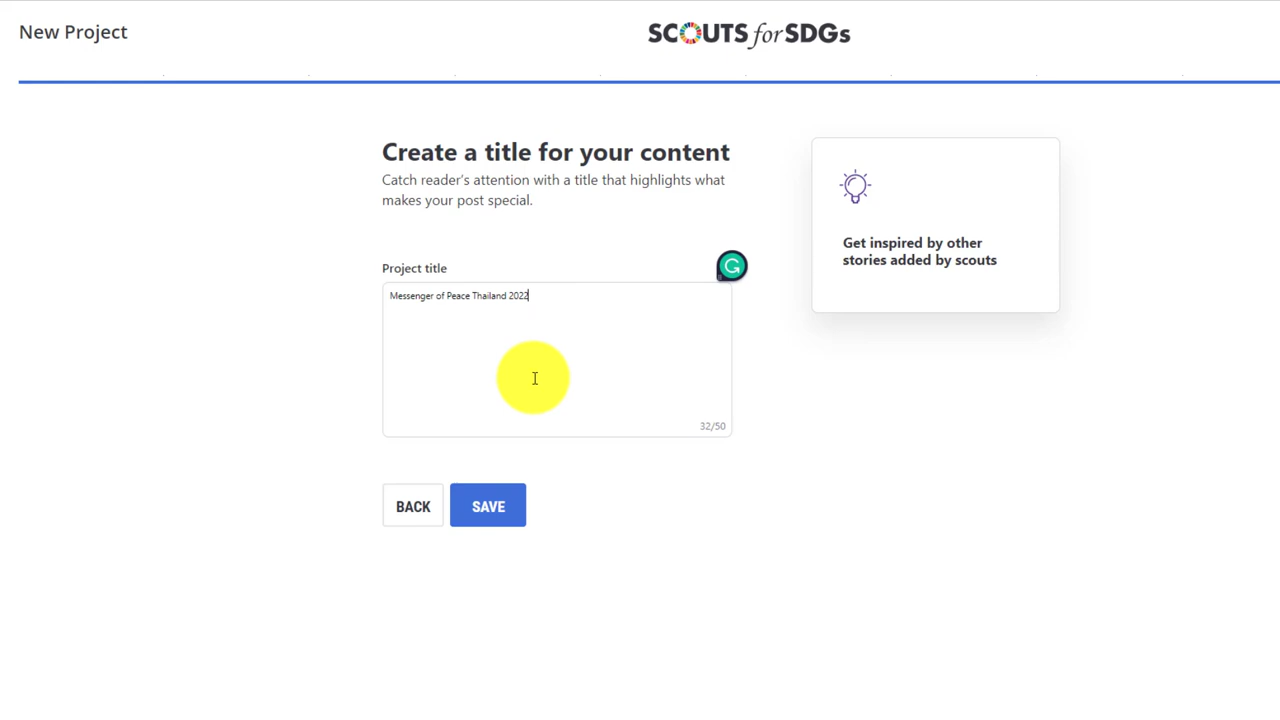 New Project
SCOUTS for SDGs
Create a title for your content
Catch reader's attention with a title that highlights what
makes your post special.
Get inspired by other
stories added by scouts
Project title
Messenger of Peace Thailand 2022
32/50
BACK
SAVE